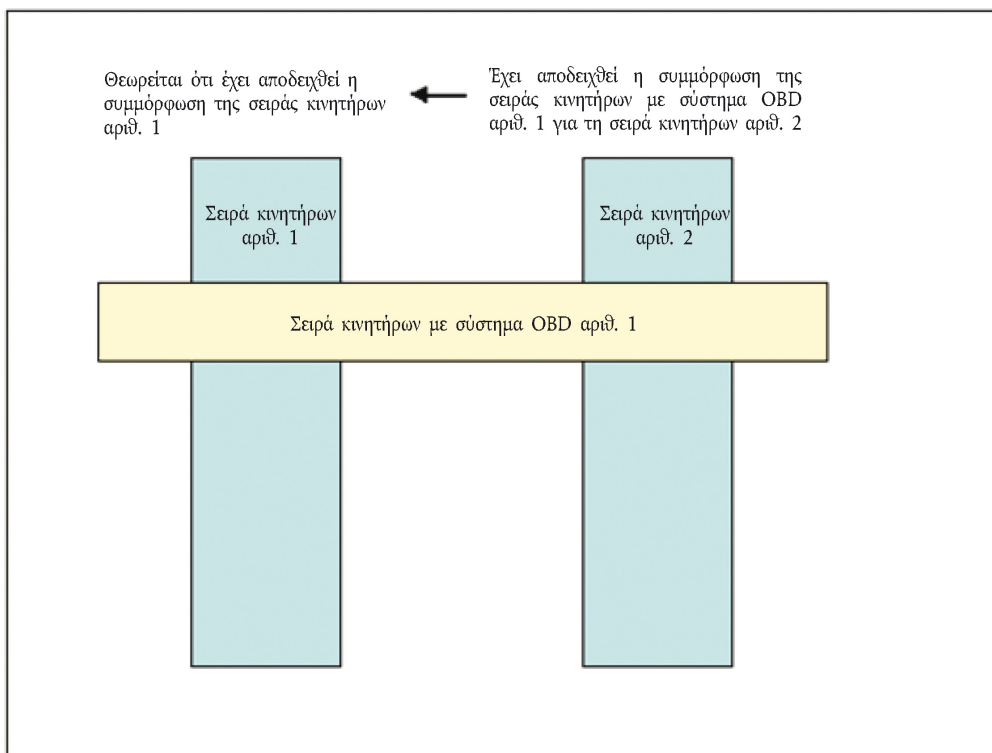 Θεωρείται ότι έχει αποδειχθεί η
συμμόρφωση της σειράς κινητήρων
αριθ. 1
Έχει αποδειχθεί η συμμόρφωση της
σειράς κινητήρων με σύστημα OBD
αριθ. 1 για τη σειρά κινητήρων αριθ. 2
Σειρά κινητήρων
αριθ. 1
Σειρά κινητήρων
αριθ. 2
Σειρά κινητήρων με σύστημα OBD αριθ. 1